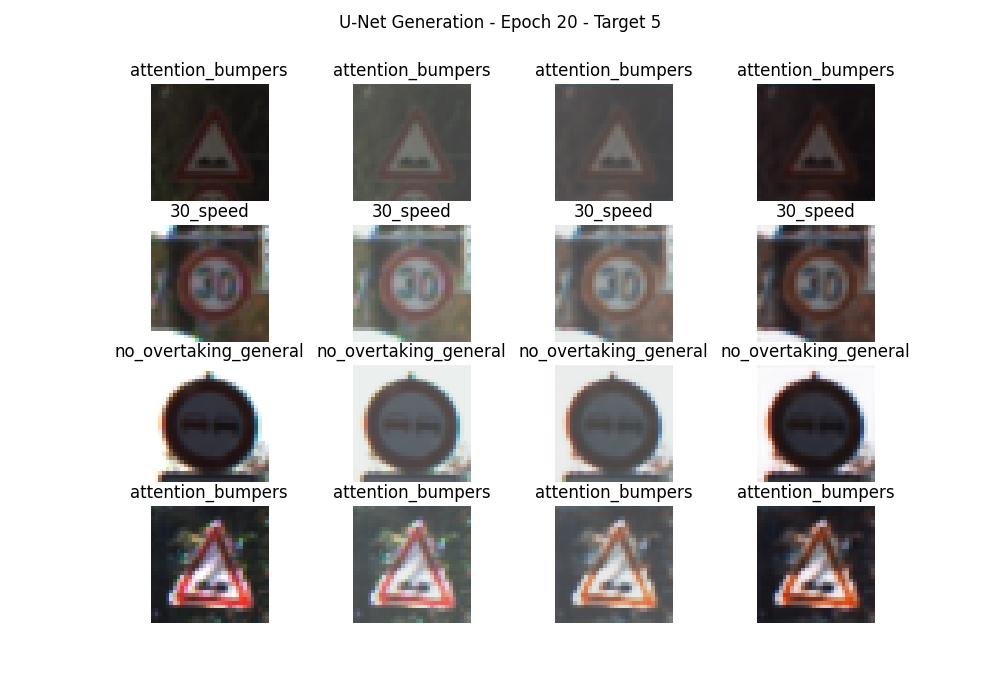 U-Net Generation - Epoch 20 - Target 5
attention_bumpers attention_bumpers attention_bumpers attention_bumpers
30_speed 30_speed 30_speed 30_speed
30 30 30 30
no_overtaking_general no_overtaking_general no_overtaking_general no_overtaking_general
attention_bumpers attention_bumpers attention_bumpers attention_bumpers